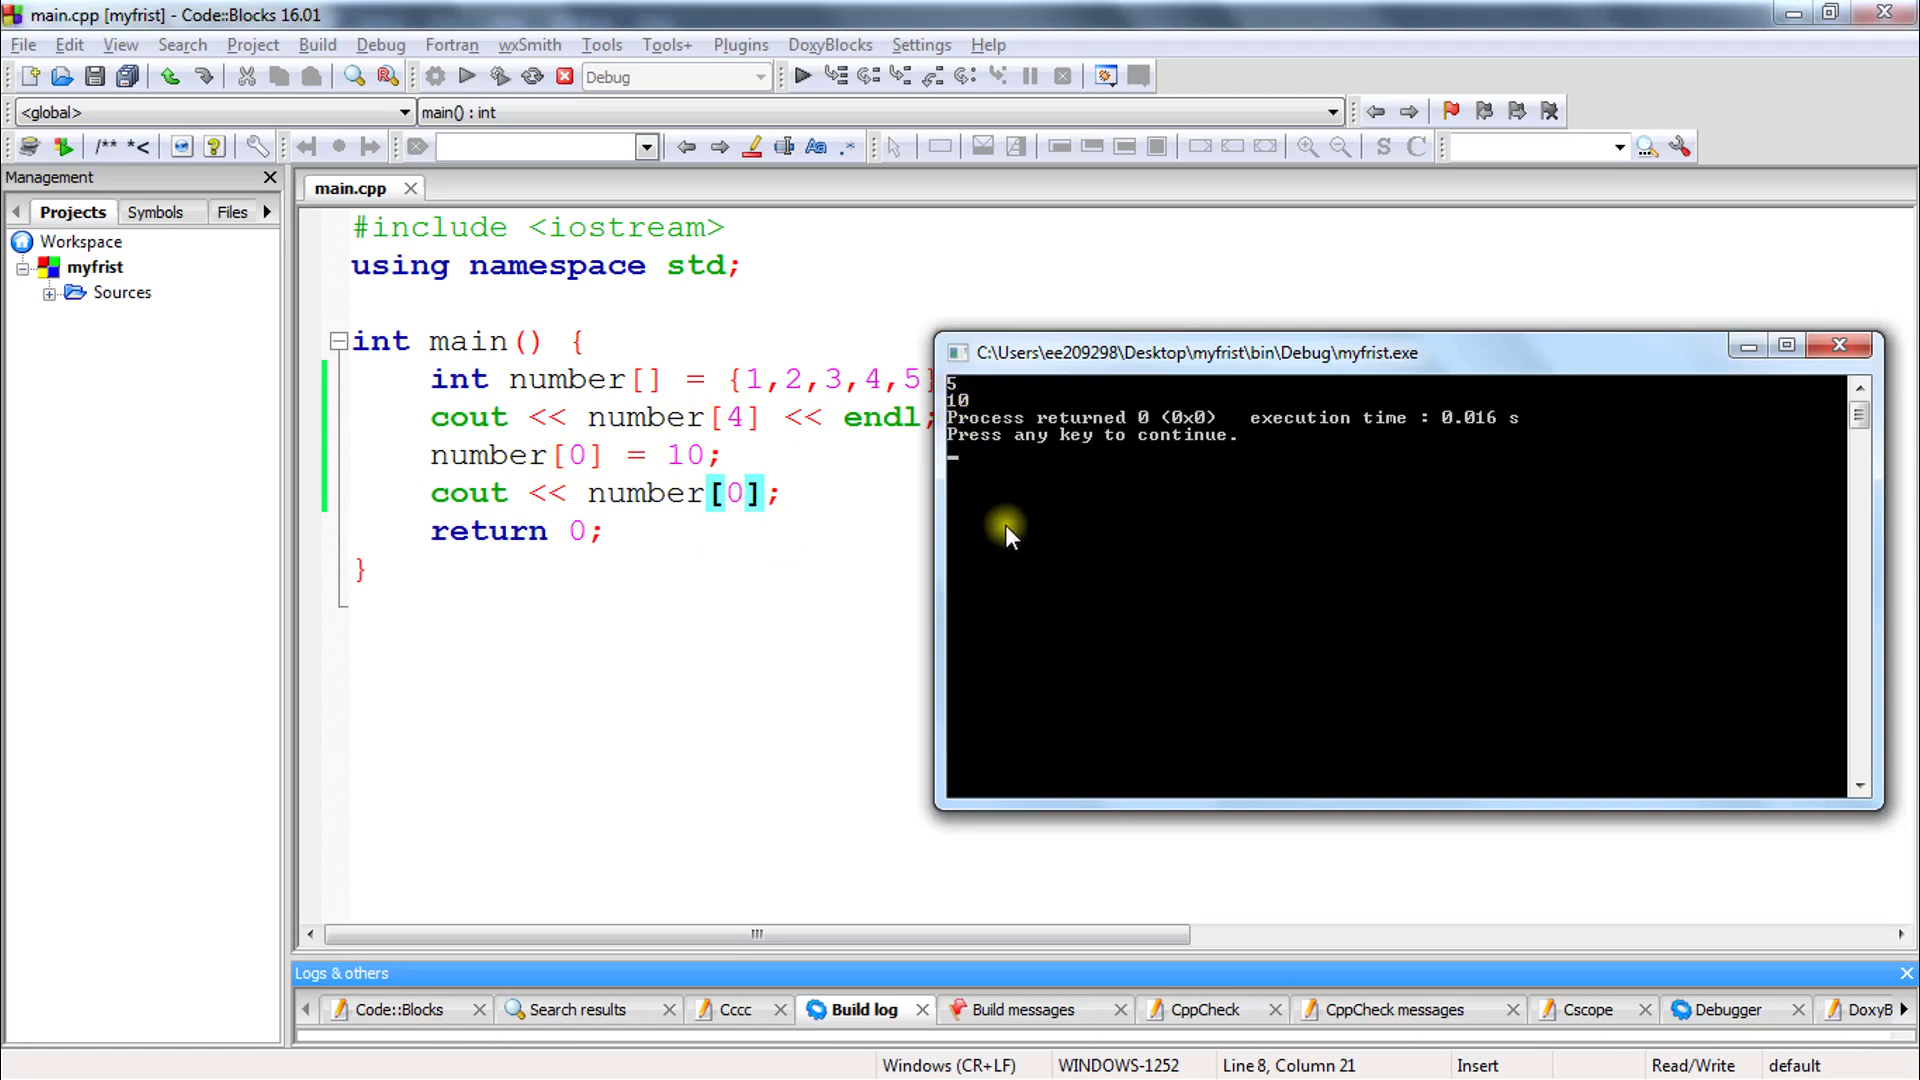 main.cpp [myfrist] - Code::Blocks 16.01
File Edit View Search Project Build Debug Fortran wxSmith Tools Tools+ Plugins DoxyBlocks Settings Help
Debug
<global> main() : int
/** *<
S C
Management
main.cpp
Projects Symbols Files
Workspace
myfrist
Sources
#include <iostream>
using namespace std;
int main() {
int number[] = {1,2,3,4,5}
cout << number[4] << endl;
number[0] = 10;
cout << number[0];
return 0;
}
C:\Users\ee209298\Desktop\myfrist\bin\Debug\myfrist.exe
5
10
Process returned 0 (0x0) execution time : 0.016 s
Press any key to continue.
Logs & others
Code::Blocks Search results Cccc Build log Build messages CppCheck CppCheck messages Cscope Debugger DoxyB
Windows (CR+LF) WINDOWS-1252 Line 8, Column 21 Insert Read/Write default